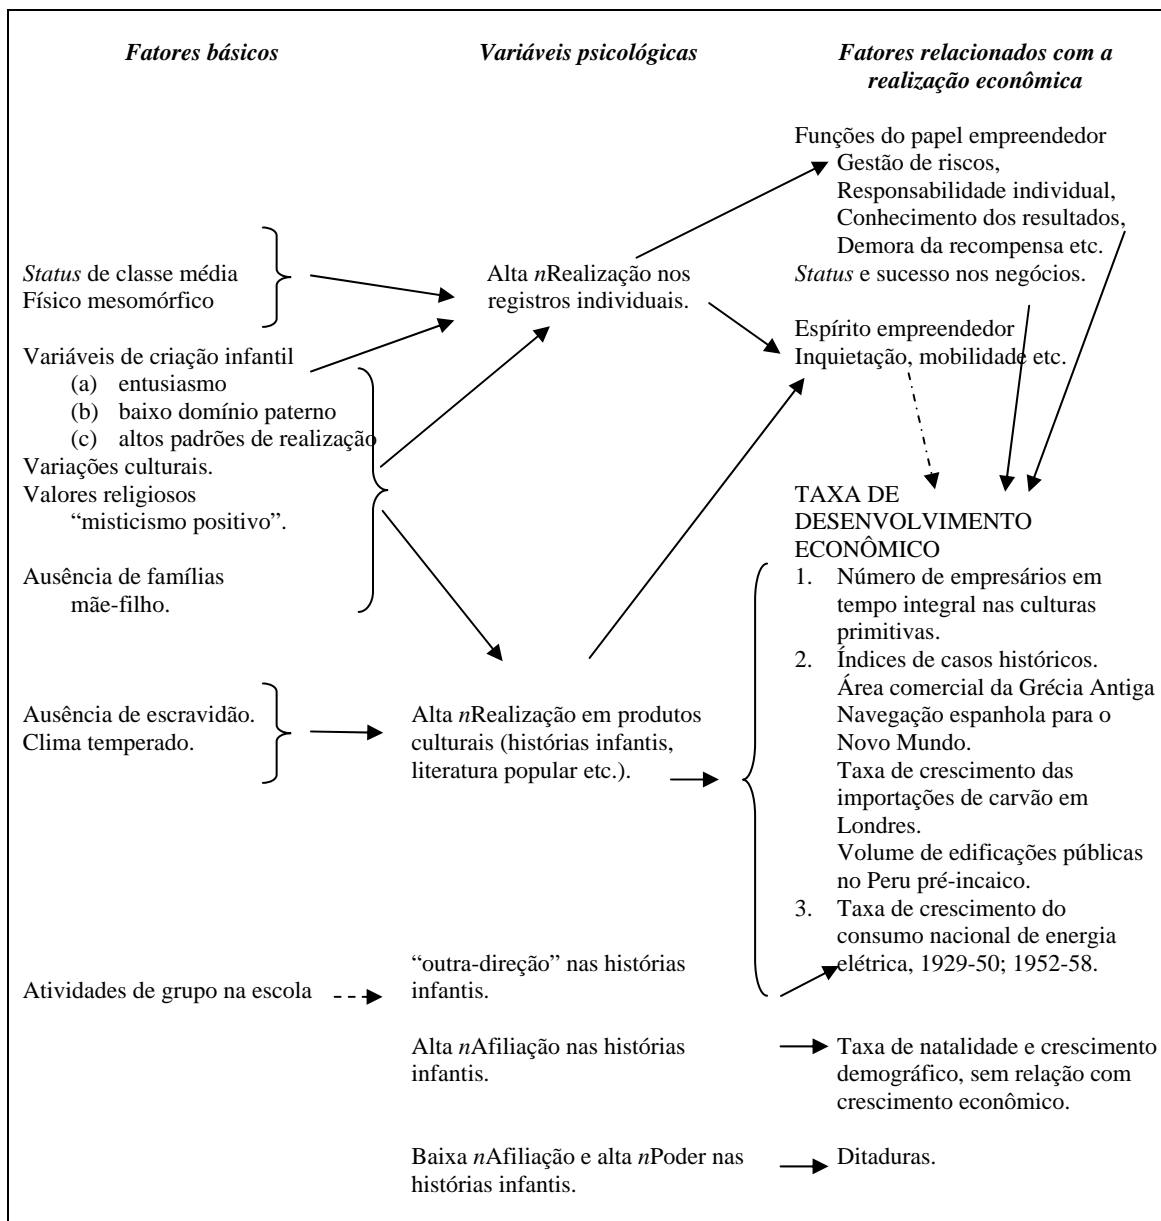 Fatores básicos
Variáveis psicológicas
Fatores relacionados com a
realização econômica
Funções do papel empreendedor
Gestão de riscos,
Responsabilidade individual,
Conhecimento dos resultados,
Demora da recompensa etc.
Status e sucesso nos negócios.
Espírito empreendedor
Inquietação, mobilidade etc.
Status de classe média
Físico mesomórfico
Alta nRealização nos
registros individuais.
Variáveis de criação infantil
(a) entusiasmo
(b) baixo domínio paterno
(c) altos padrões de realização
Variações culturais.
Valores religiosos
“misticismo positivo”.
Ausência de famílias
mãe-filho.
TAXA DE
DESENVOLVIMENTO
ECONÔMICO
1. Número de empresários em
tempo integral nas culturas
primitivas.
2. Índices de casos históricos.
Área comercial da Grécia Antiga
Navegação espanhola para o
Novo Mundo.
Taxa de crescimento das
importações de carvão em
Londres.
Volume de edificações públicas
no Peru pré-incaico.
3. Taxa de crescimento do
consumo nacional de energia
elétrica, 1929-50; 1952-58.
Ausência de escravidão.
Clima temperado.
Alta nRealização em produtos
culturais (histórias infantis,
literatura popular etc.).
Atividades de grupo na escola
“outra-direção” nas histórias
infantis.
Alta nAfiliação nas histórias
infantis.
Taxa de natalidade e crescimento
demográfico, sem relação com
crescimento econômico.
Baixa nAfiliação e alta nPoder nas
histórias infantis.
Ditaduras.